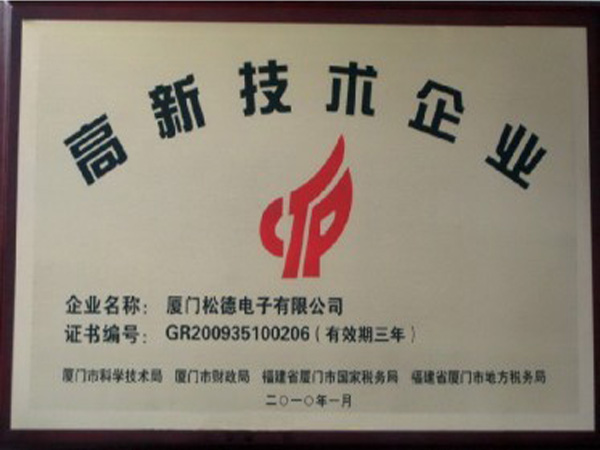 高新技术企业
企业名称：厦门松德电子有限公司
证书编号：GR200935100206（有效期三年）
厦门市科学技术局 厦门市财政局 福建省厦门市国家税务局 福建省厦门市地方税务局
二〇一〇年一月